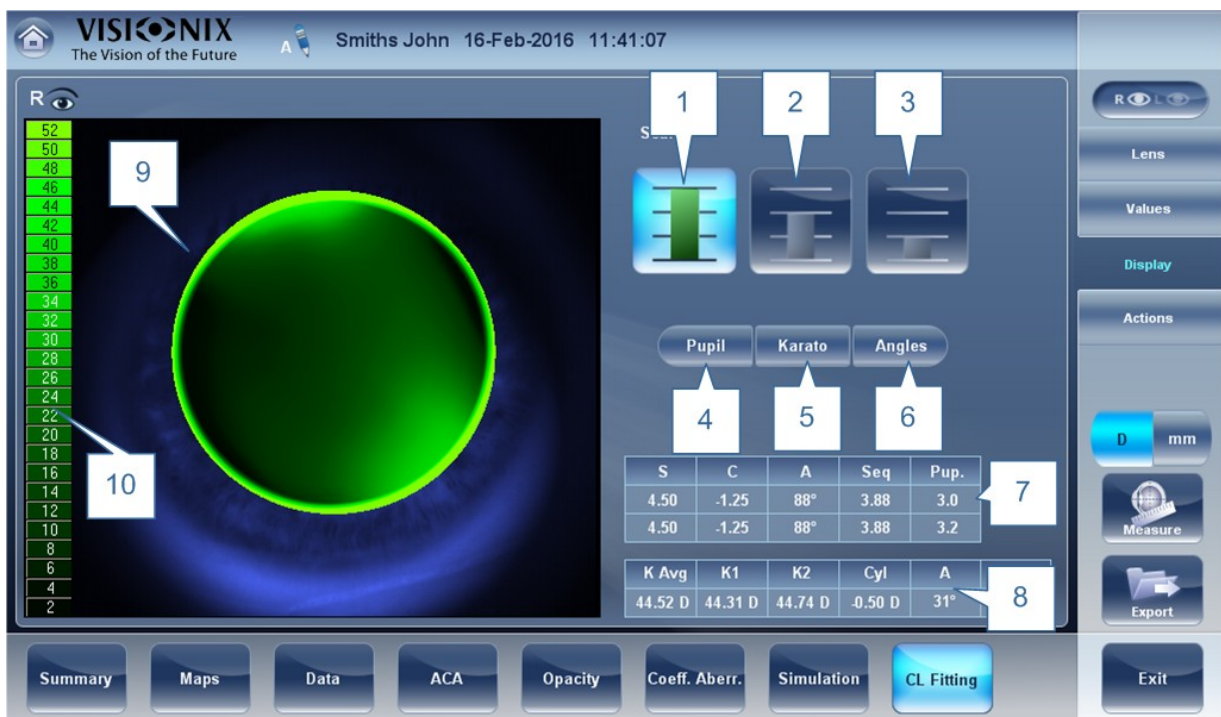 VISIONIX
The Vision of the Future
A
Smiths John 16-Feb-2016 11:41:07
R
1
2
3
9
10
52
50
48
46
44
42
40
38
36
34
32
30
28
26
24
22
20
18
16
14
12
10
8
6
4
2
Pupil Karato Angles
4
5
6
S C A Seq Pup.
4.50 -1.25 88° 3.88 3.0
4.50 -1.25 88° 3.88 3.2
7
K Avg K1 K2 Cyl A
44.52 D 44.31 D 44.74 D -0.50 D 31°
8
R L
Lens
Values
Display
Actions
D mm
Measure
Export
Summary Maps Data ACA Opacity Coeff. Aberr. Simulation CL Fitting Exit